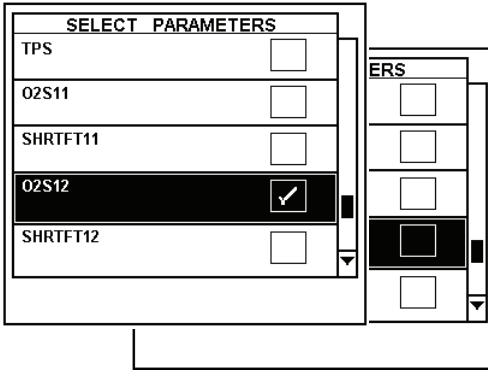 SELECT PARAMETERS
TPS
O2S11
SHRTFT11
O2S12
SHRTFT12
ERS